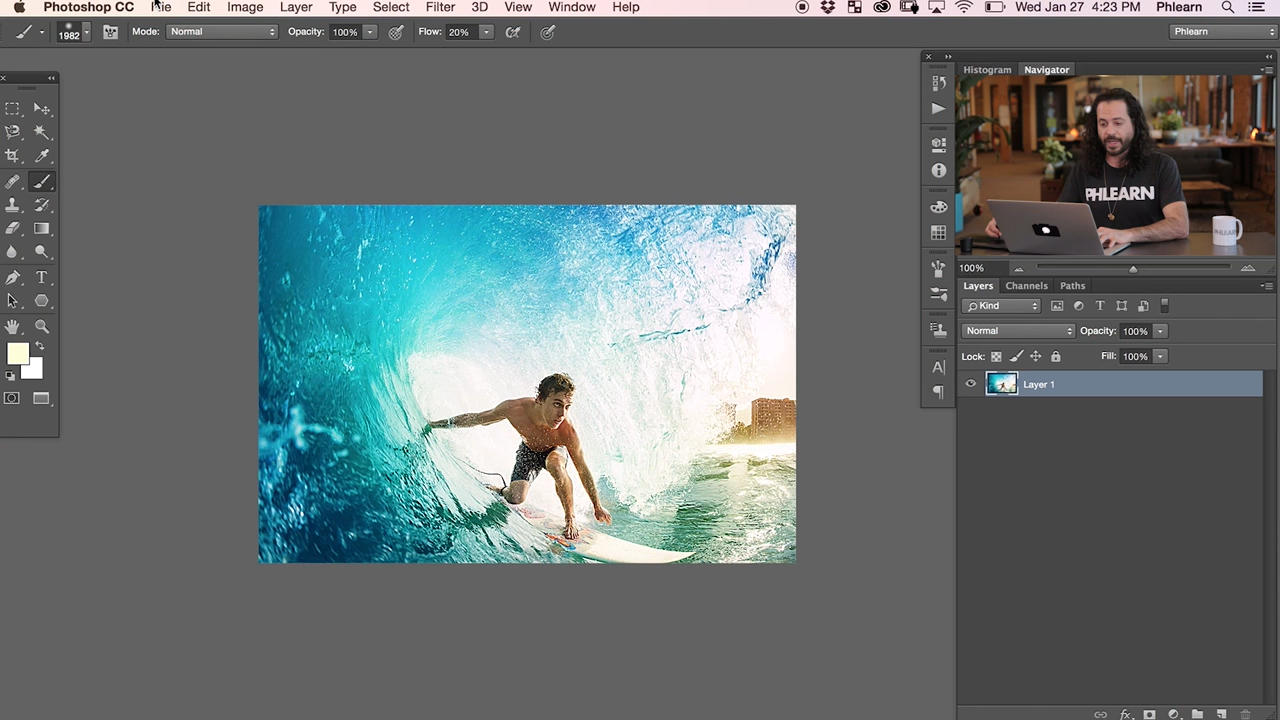 Photoshop CC File Edit Image Layer Type Select Filter 3D View Window Help Wed Jan 27 4:23 PM Phlearn
1982 Mode: Normal Opacity: 100% Flow: 20% Phlearn
Histogram Navigator
PHLEARN
PHLEARN
100%
Layers Channels Paths
Kind
Normal Opacity: 100%
Lock: Fill: 100%
Layer 1